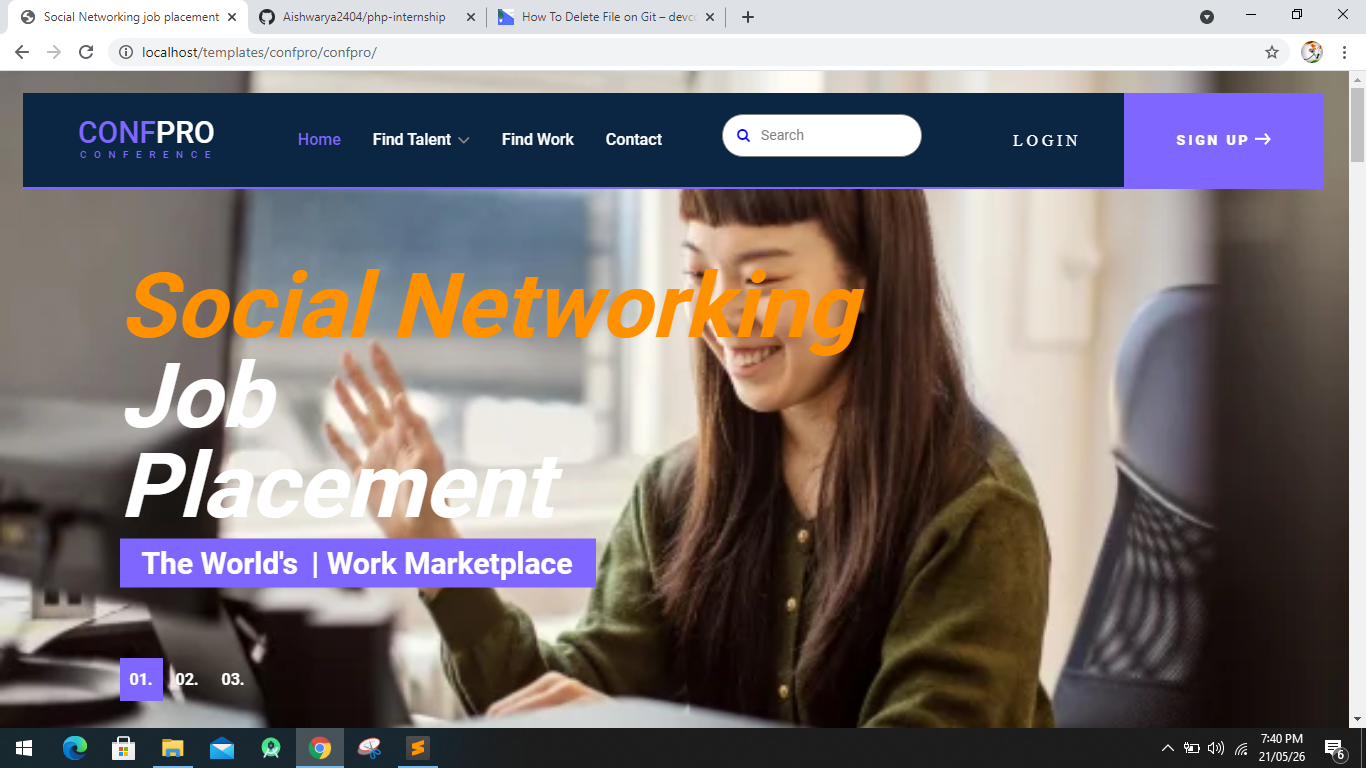 Social Networking job placement
Aishwarya2404/php-internship
How To Delete File on Git – devco
localhost/templates/confpro/confpro/
CONFPRO
CONFERENCE
Home
Find Talent
Find Work
Contact
Search
LOGIN
SIGN UP
Social Networking
Job
Placement
The World's | Work Marketplace
01. 02. 03.
7:40 PM
21/05/26
6